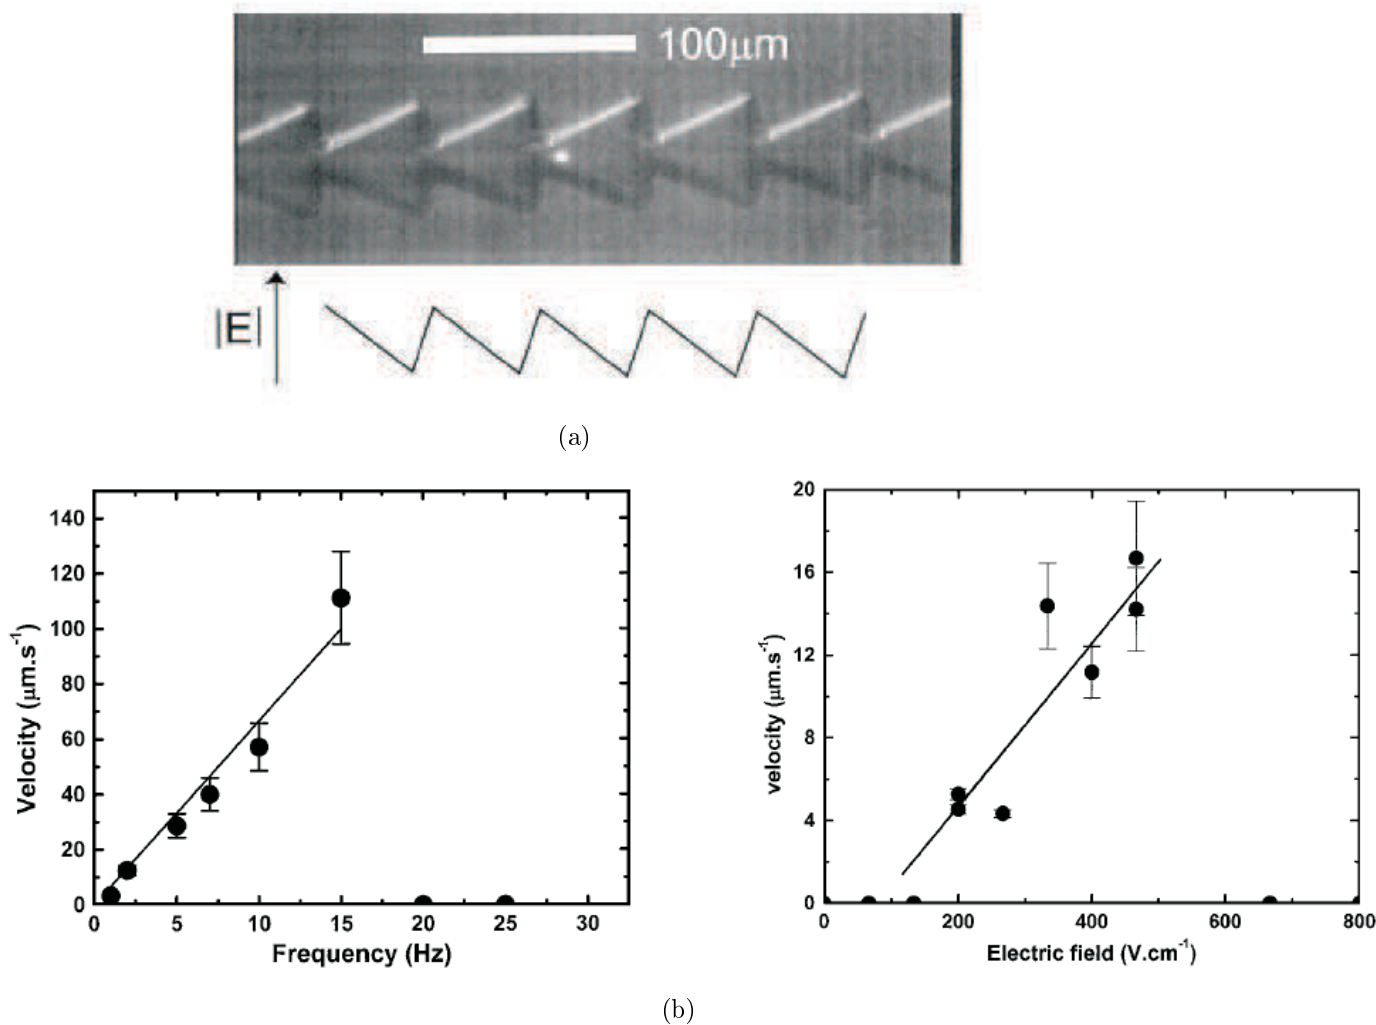 100μm
|E|
(a)
140
120
100
80
60
40
20
0
0 5 10 15 20 25 30
Frequency (Hz)
Velocity (μm.s⁻¹)
20
16
12
8
4
0
0 200 400 600 800
Electric field (V.cm⁻¹)
velocity (μm.s⁻¹)
(b)